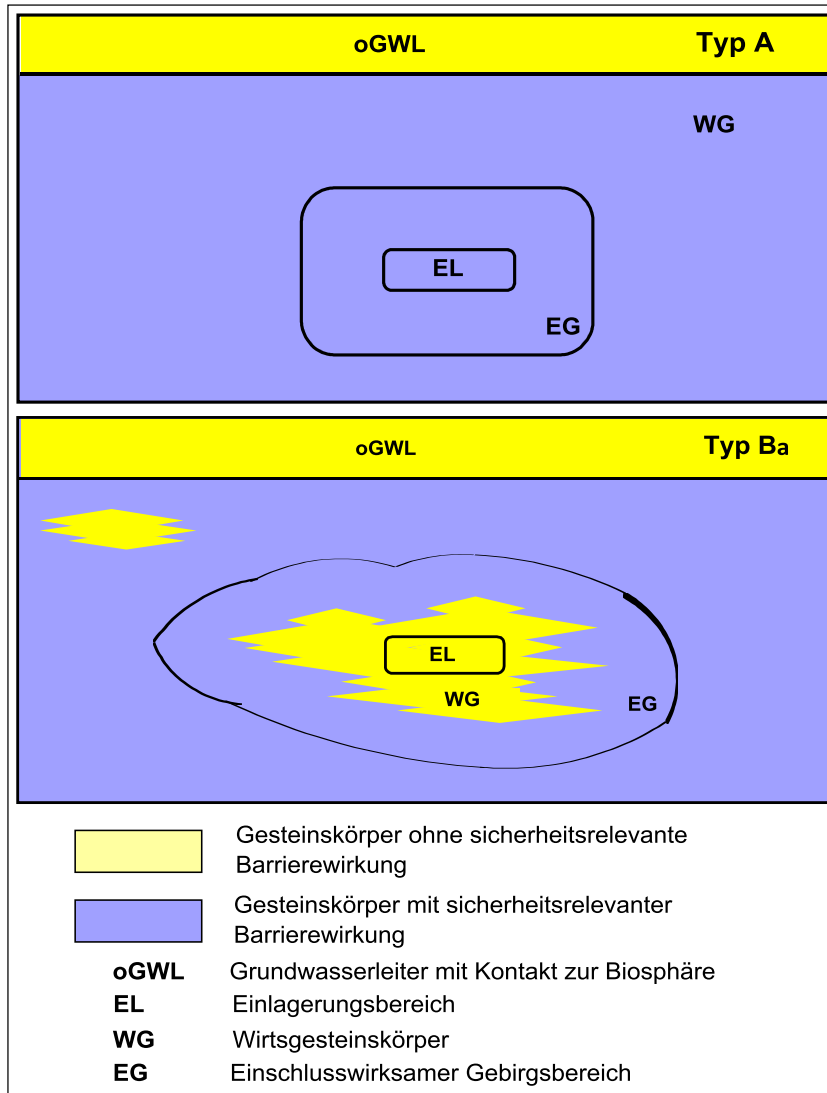 oGWL Typ A
WG
EL
EG
oGWL Typ Ba
EL
WG
EG
Gesteinskörper ohne sicherheitsrelevante
Barrierewirkung
Gesteinskörper mit sicherheitsrelevanter
Barrierewirkung
oGWL Grundwasserleiter mit Kontakt zur Biosphäre
EL Einlagerungsbereich
WG Wirtsgesteinskörper
EG Einschlusswirksamer Gebirgsbereich